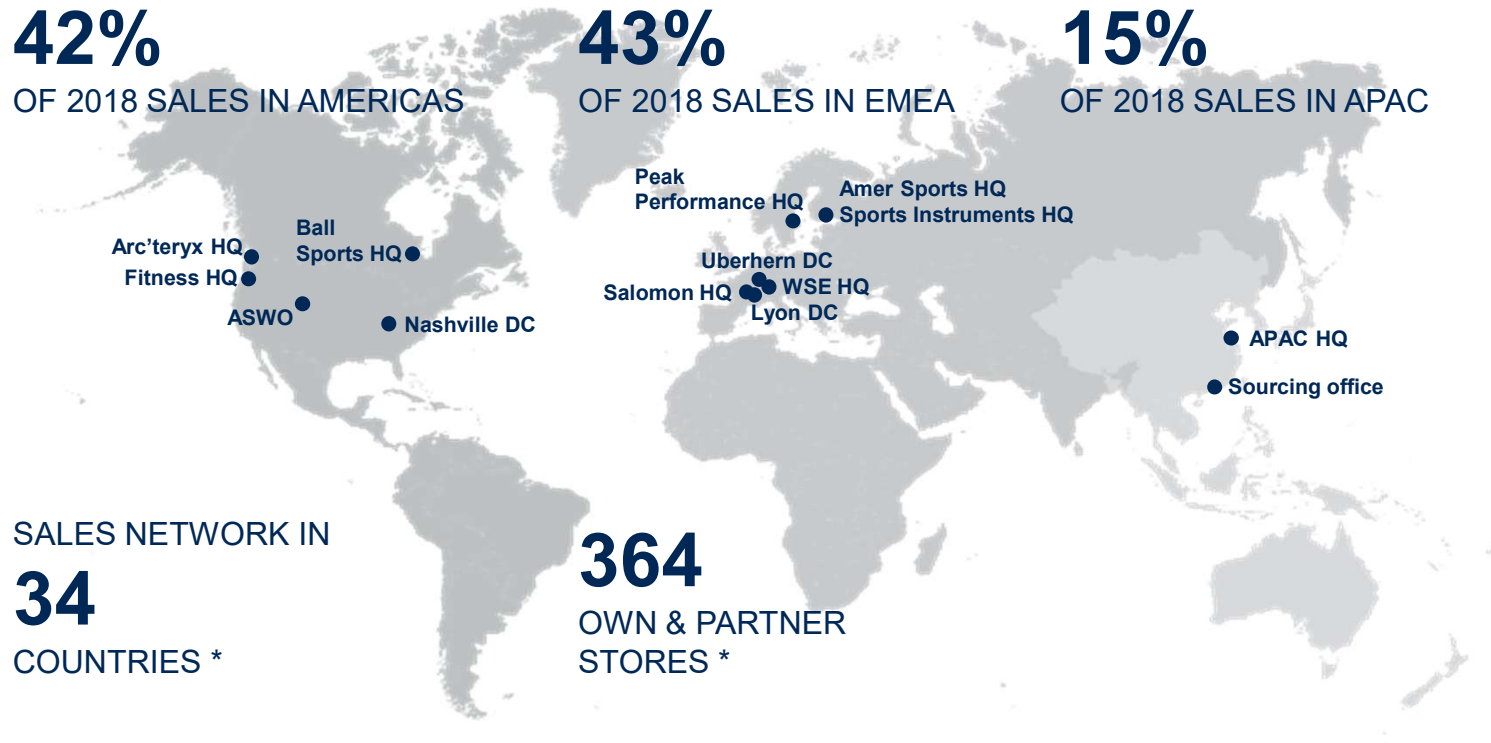 42%
OF 2018 SALES IN AMERICAS
43%
OF 2018 SALES IN EMEA
15%
OF 2018 SALES IN APAC
Arc’teryx HQ
Fitness HQ
Ball
Sports HQ
ASWO
Nashville DC
Peak
Performance HQ
Amer Sports HQ
Sports Instruments HQ
Uberhern DC
WSE HQ
Salomon HQ
Lyon DC
APAC HQ
Sourcing office
SALES NETWORK IN
34
COUNTRIES *
364
OWN & PARTNER
STORES *